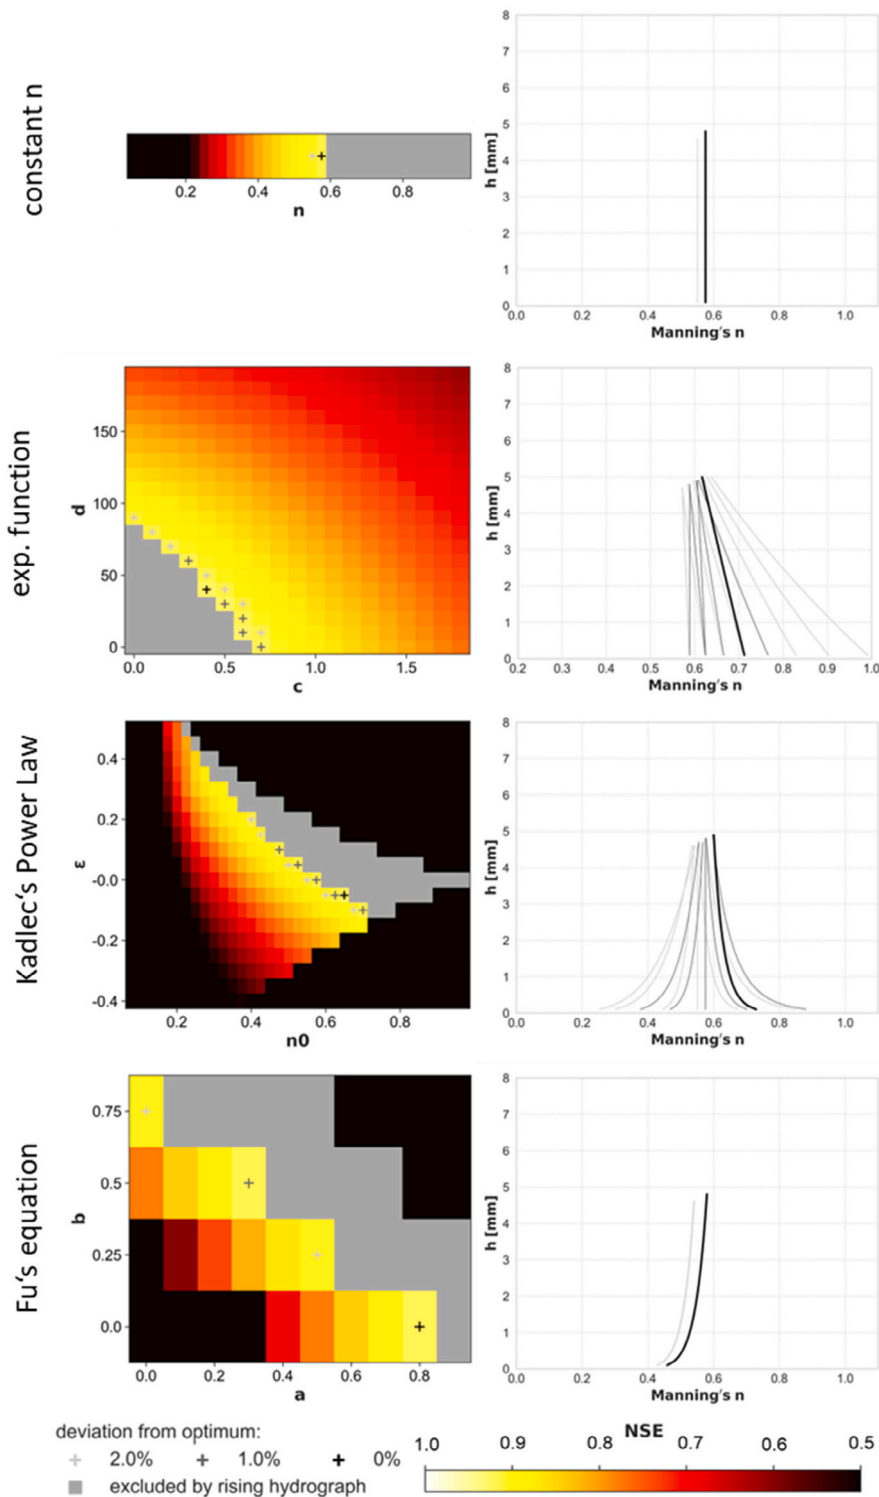 constant n
0.2 0.4 0.6 0.8
n
8
7
6
5
4
3
2
1
0
h [mm]
0.0 0.2 0.4 0.6 0.8 1.0
Manning's n
exp. function
150
100
50
0
d
0.0 0.5 1.0 1.5
c
8
7
6
5
4
3
2
1
0
h [mm]
0.2 0.3 0.4 0.5 0.6 0.7 0.8 0.9 1.0
Manning's n
Kadlec‘s Power Law
0.4
0.2
-0.0
-0.2
-0.4
ε
0.2 0.4 0.6 0.8
n0
8
7
6
5
4
3
2
1
0
h [mm]
0.0 0.2 0.4 0.6 0.8 1.0
Manning's n
Fu‘s equation
0.75
0.5
0.25
0.0
b
0.0 0.2 0.4 0.6 0.8
a
8
7
6
5
4
3
2
1
0
h [mm]
0.0 0.2 0.4 0.6 0.8 1.0
Manning's n
deviation from optimum:
+ 2.0% + 1.0% + 0%
excluded by rising hydrograph
NSE
1.0 0.9 0.8 0.7 0.6 0.5